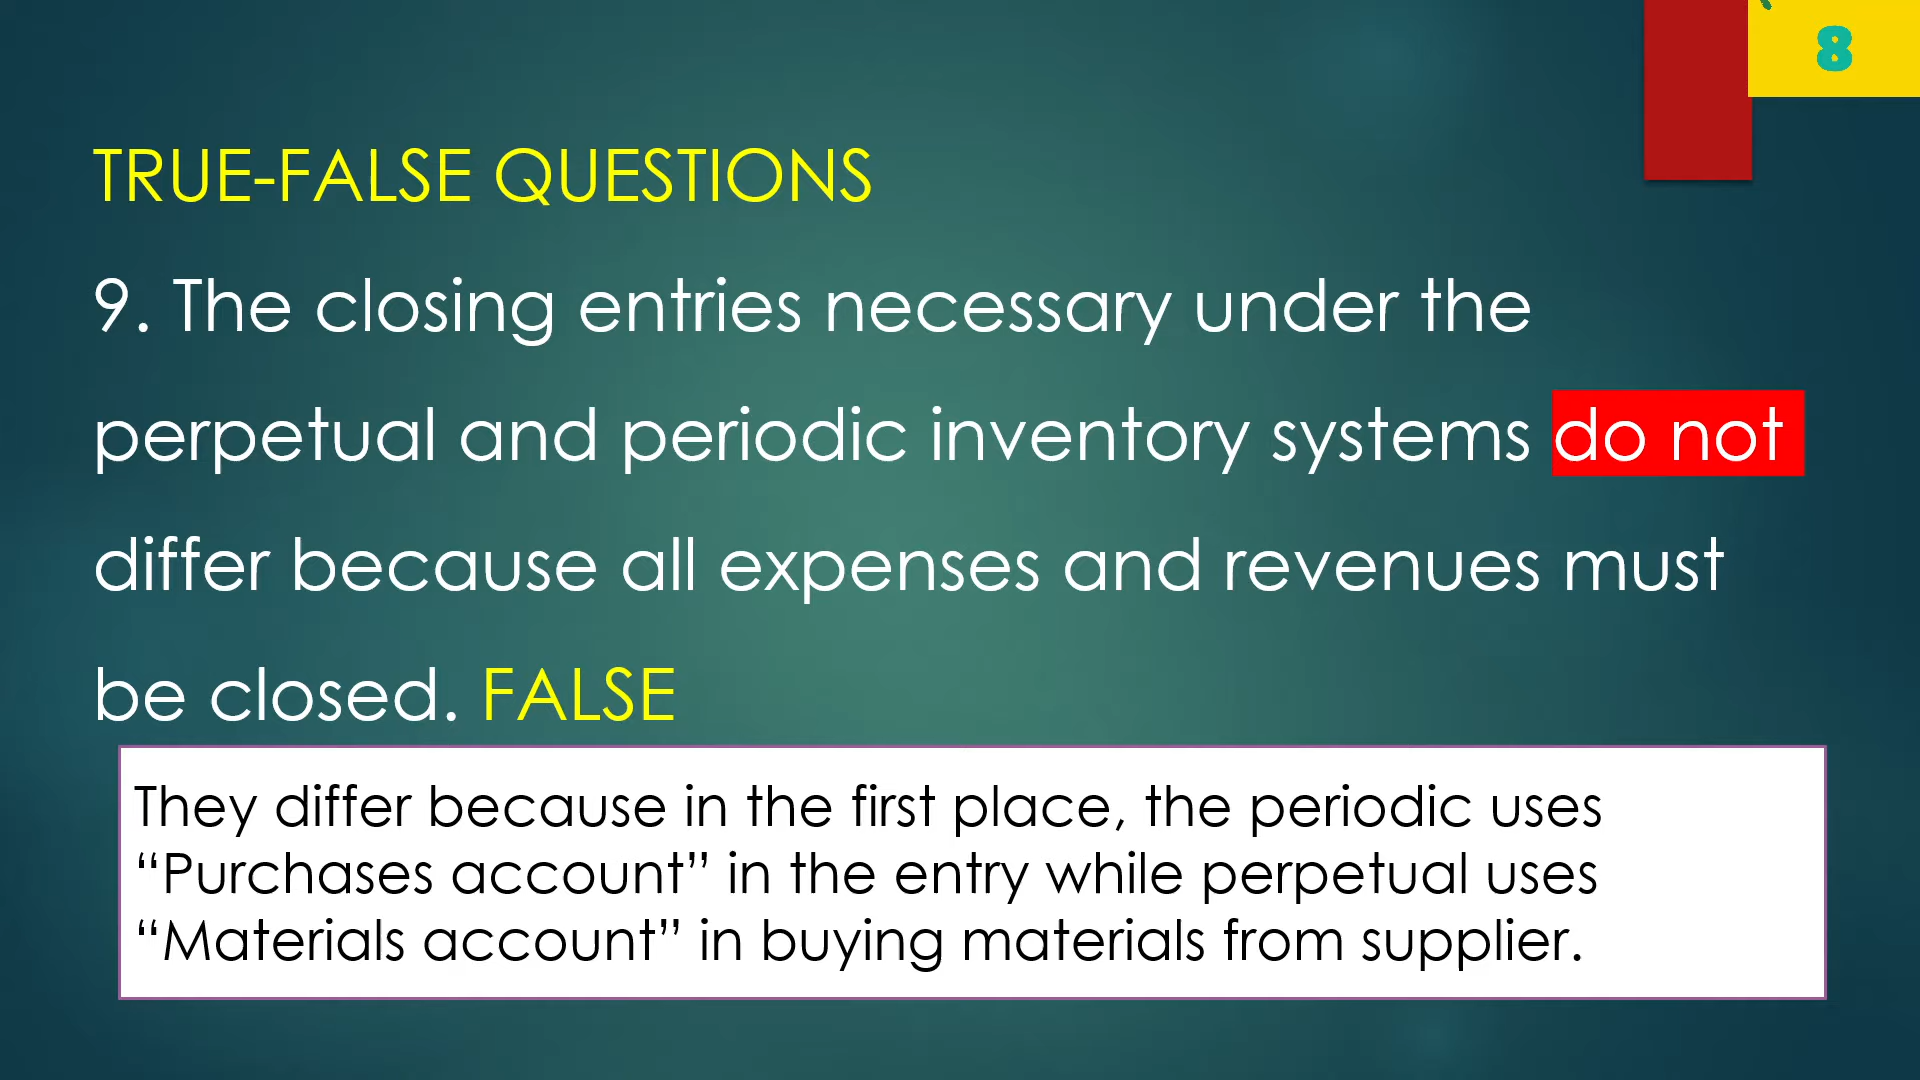 8
TRUE-FALSE QUESTIONS
9. The closing entries necessary under the
perpetual and periodic inventory systems do not
differ because all expenses and revenues must
be closed. FALSE
They differ because in the first place, the periodic uses
“Purchases account” in the entry while perpetual uses
“Materials account” in buying materials from supplier.